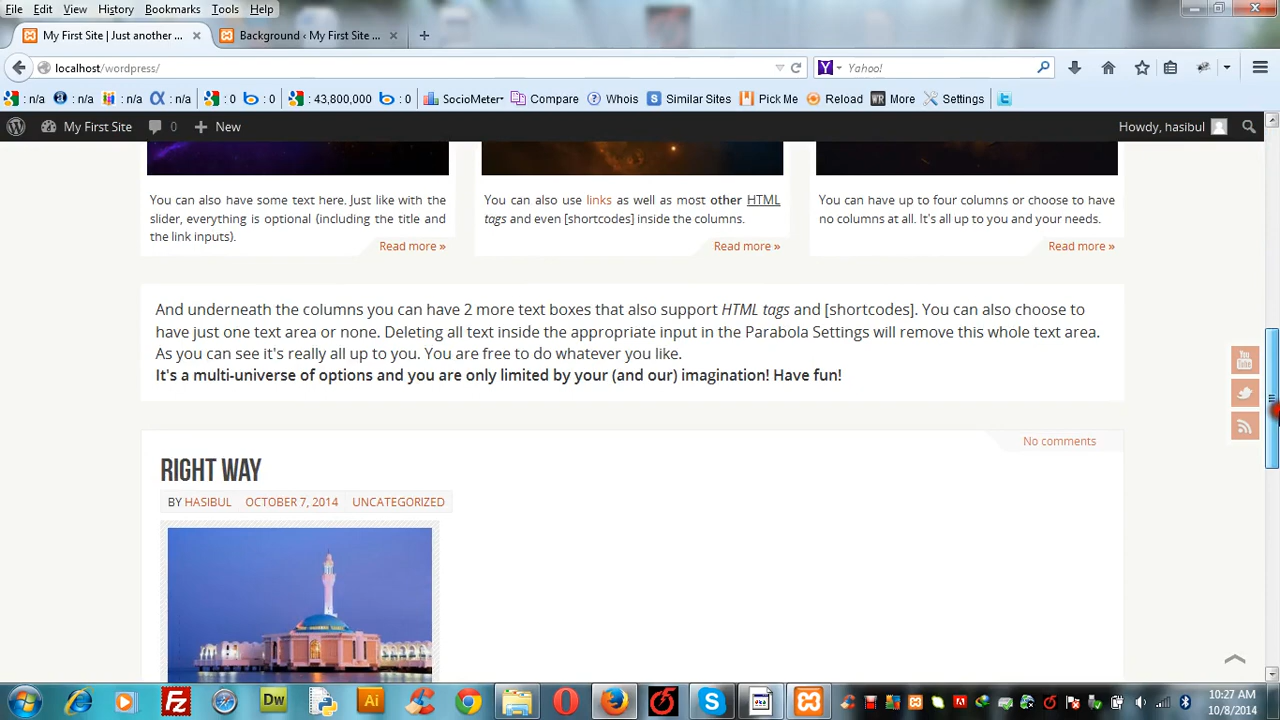 File Edit View History Bookmarks Tools Help
My First Site | Just another ... × Background ‹ My First Site ... × +
localhost/wordpress/
Yahoo!
: n/a : n/a : n/a : n/a : 0 : 0 : 43,800,000 : 0 SocioMeter Compare Whois Similar Sites Pick Me Reload More Settings
My First Site 0 New
Howdy, hasibul
You can also have some text here. Just like with the
slider, everything is optional (including the title and
the link inputs).
Read more »
You can also use links as well as most other HTML
tags and even [shortcodes] inside the columns.
Read more »
You can have up to four columns or choose to have
no columns at all. It's all up to you and your needs.
Read more »
And underneath the columns you can have 2 more text boxes that also support HTML tags and [shortcodes]. You can also choose to
have just one text area or none. Deleting all text inside the appropriate input in the Parabola Settings will remove this whole text area.
As you can see it's really all up to you. You are free to do whatever you like.
It's a multi-universe of options and you are only limited by your (and our) imagination! Have fun!
No comments
RIGHT WAY
BY HASIBUL OCTOBER 7, 2014 UNCATEGORIZED
You Tube
Fz Dw Ai
10:27 AM
10/8/2014